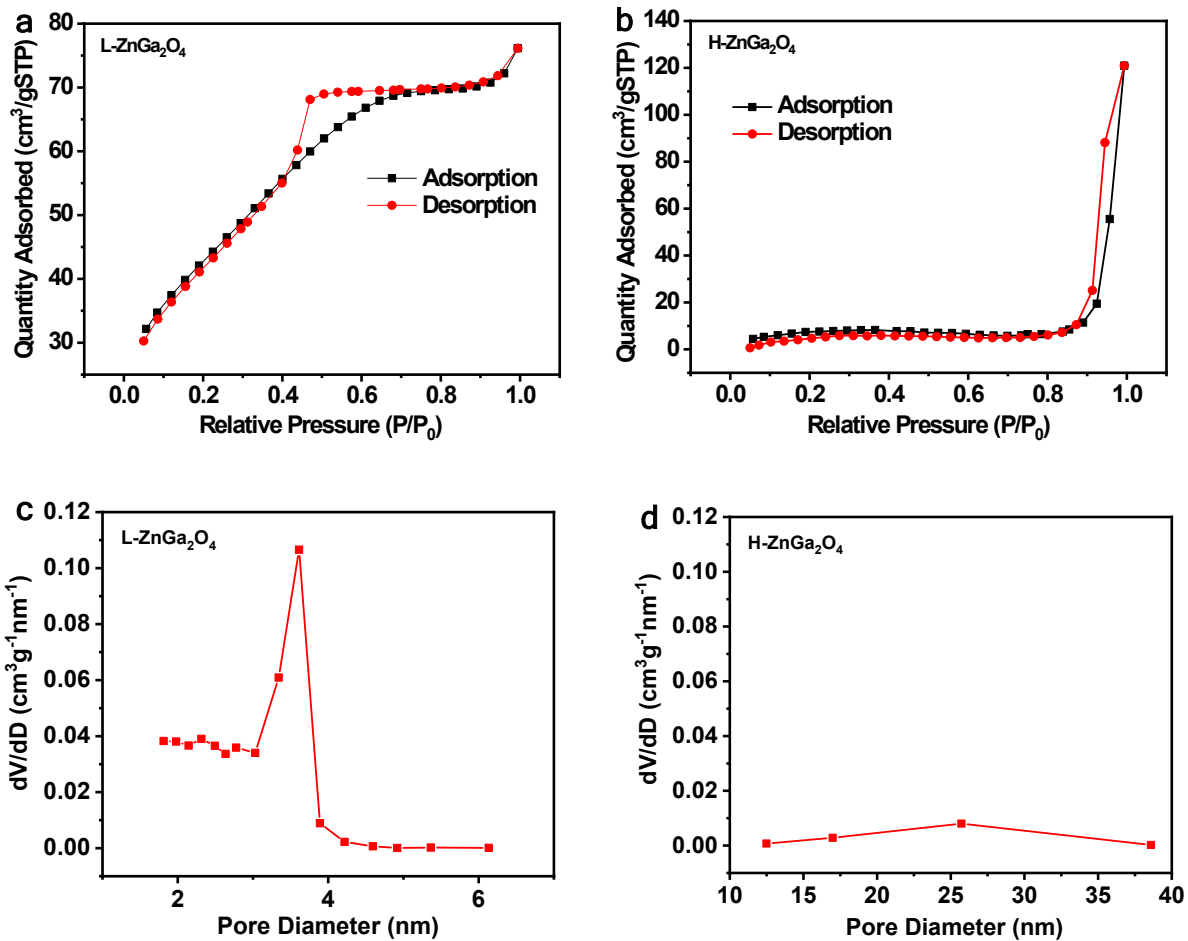 a
L-ZnGa₂O₄
80
70
60
50
40
30
Quantity Adsorbed (cm³/gSTP)
Adsorption
Desorption
0.0 0.2 0.4 0.6 0.8 1.0
Relative Pressure (P/P₀)
b
H-ZnGa₂O₄
140
120
100
80
60
40
20
0
Quantity Adsorbed (cm³/gSTP)
Adsorption
Desorption
0.0 0.2 0.4 0.6 0.8 1.0
Relative Pressure (P/P₀)
c
L-ZnGa₂O₄
0.12
0.10
0.08
0.06
0.04
0.02
0.00
dV/dD (cm³g⁻¹nm⁻¹)
2 4 6
Pore Diameter (nm)
d
H-ZnGa₂O₄
0.12
0.10
0.08
0.06
0.04
0.02
0.00
dV/dD (cm³g⁻¹nm⁻¹)
10 15 20 25 30 35 40
Pore Diameter (nm)